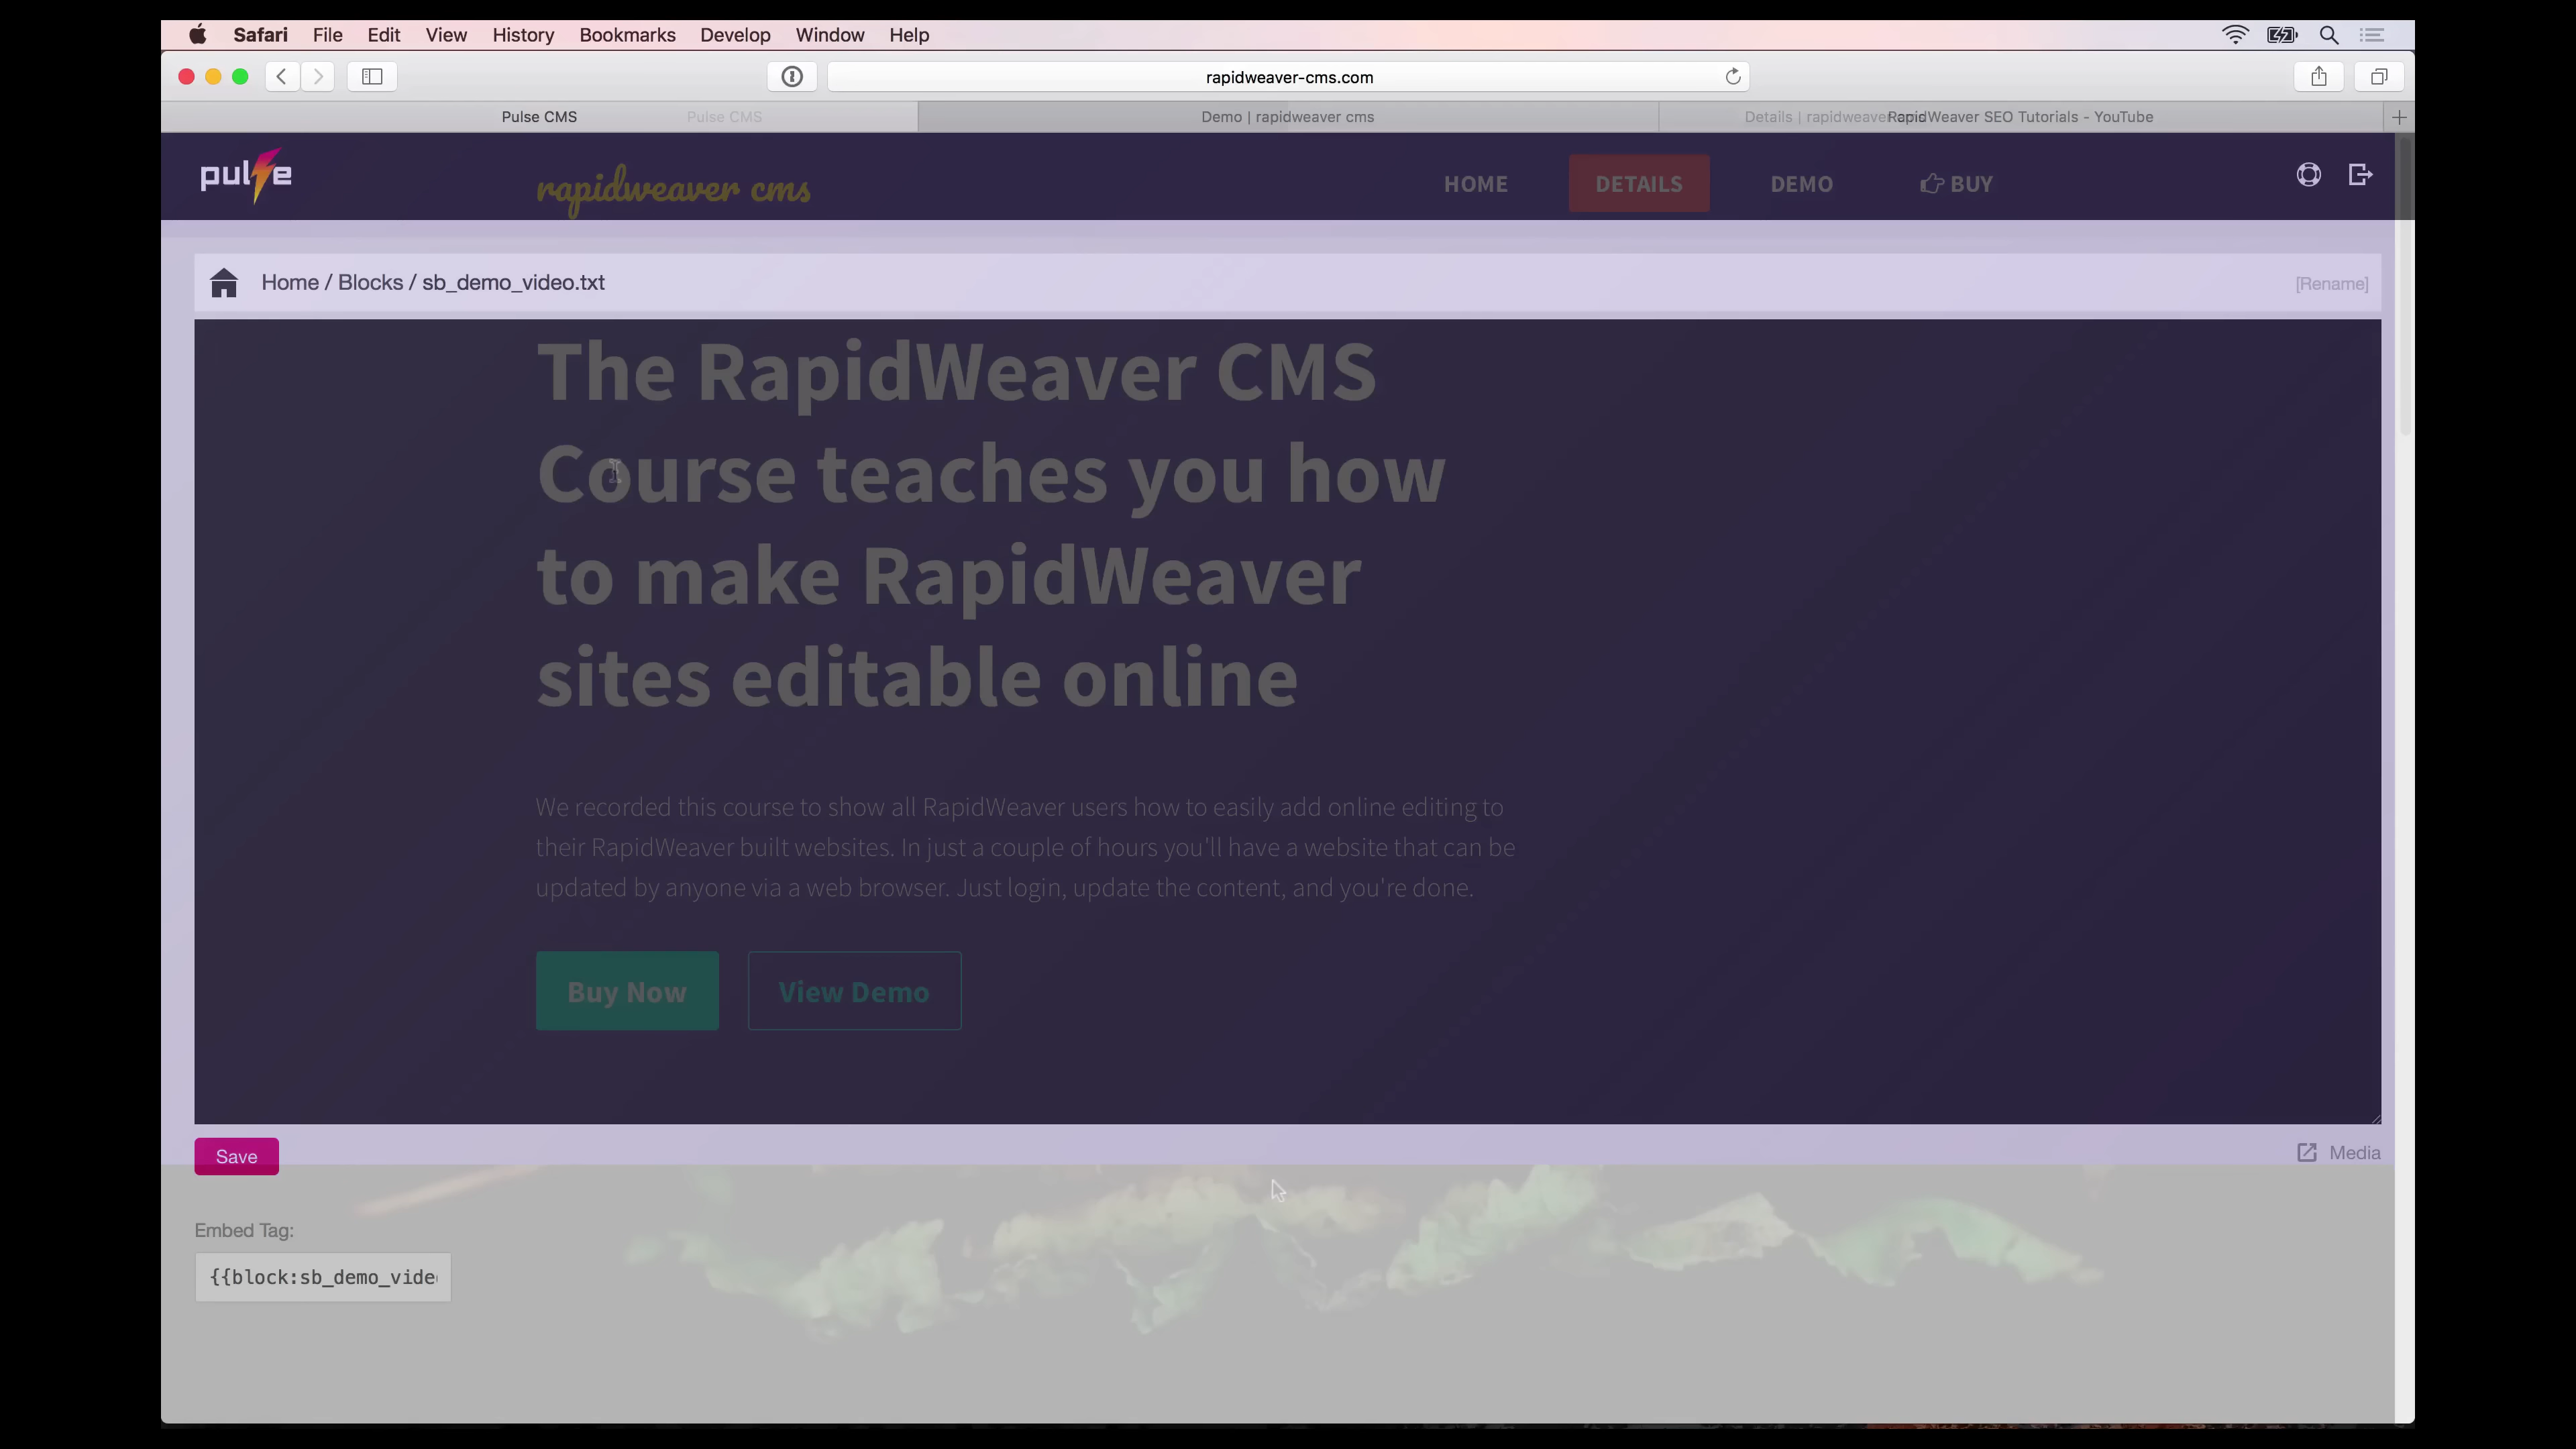 Safari File Edit View History Bookmarks Develop Window Help
rapidweaver-cms.com
Pulse CMS Pulse CMS Demo | rapidweaver cms Details | rapidweaver cms RapidWeaver SEO Tutorials - YouTube
pulse rapidweaver cms HOME DETAILS DEMO BUY
Home / Blocks / sb_demo_video.txt [Rename]
The RapidWeaver CMS
Course teaches you how
to make RapidWeaver
sites editable online
We recorded this course to show all RapidWeaver users how to easily add online editing to
their RapidWeaver built websites. In just a couple of hours you'll have a website that can be
updated by anyone via a web browser. Just login, update the content, and you're done.
Buy Now View Demo
Save Media
Embed Tag:
{{block:sb_demo_vide